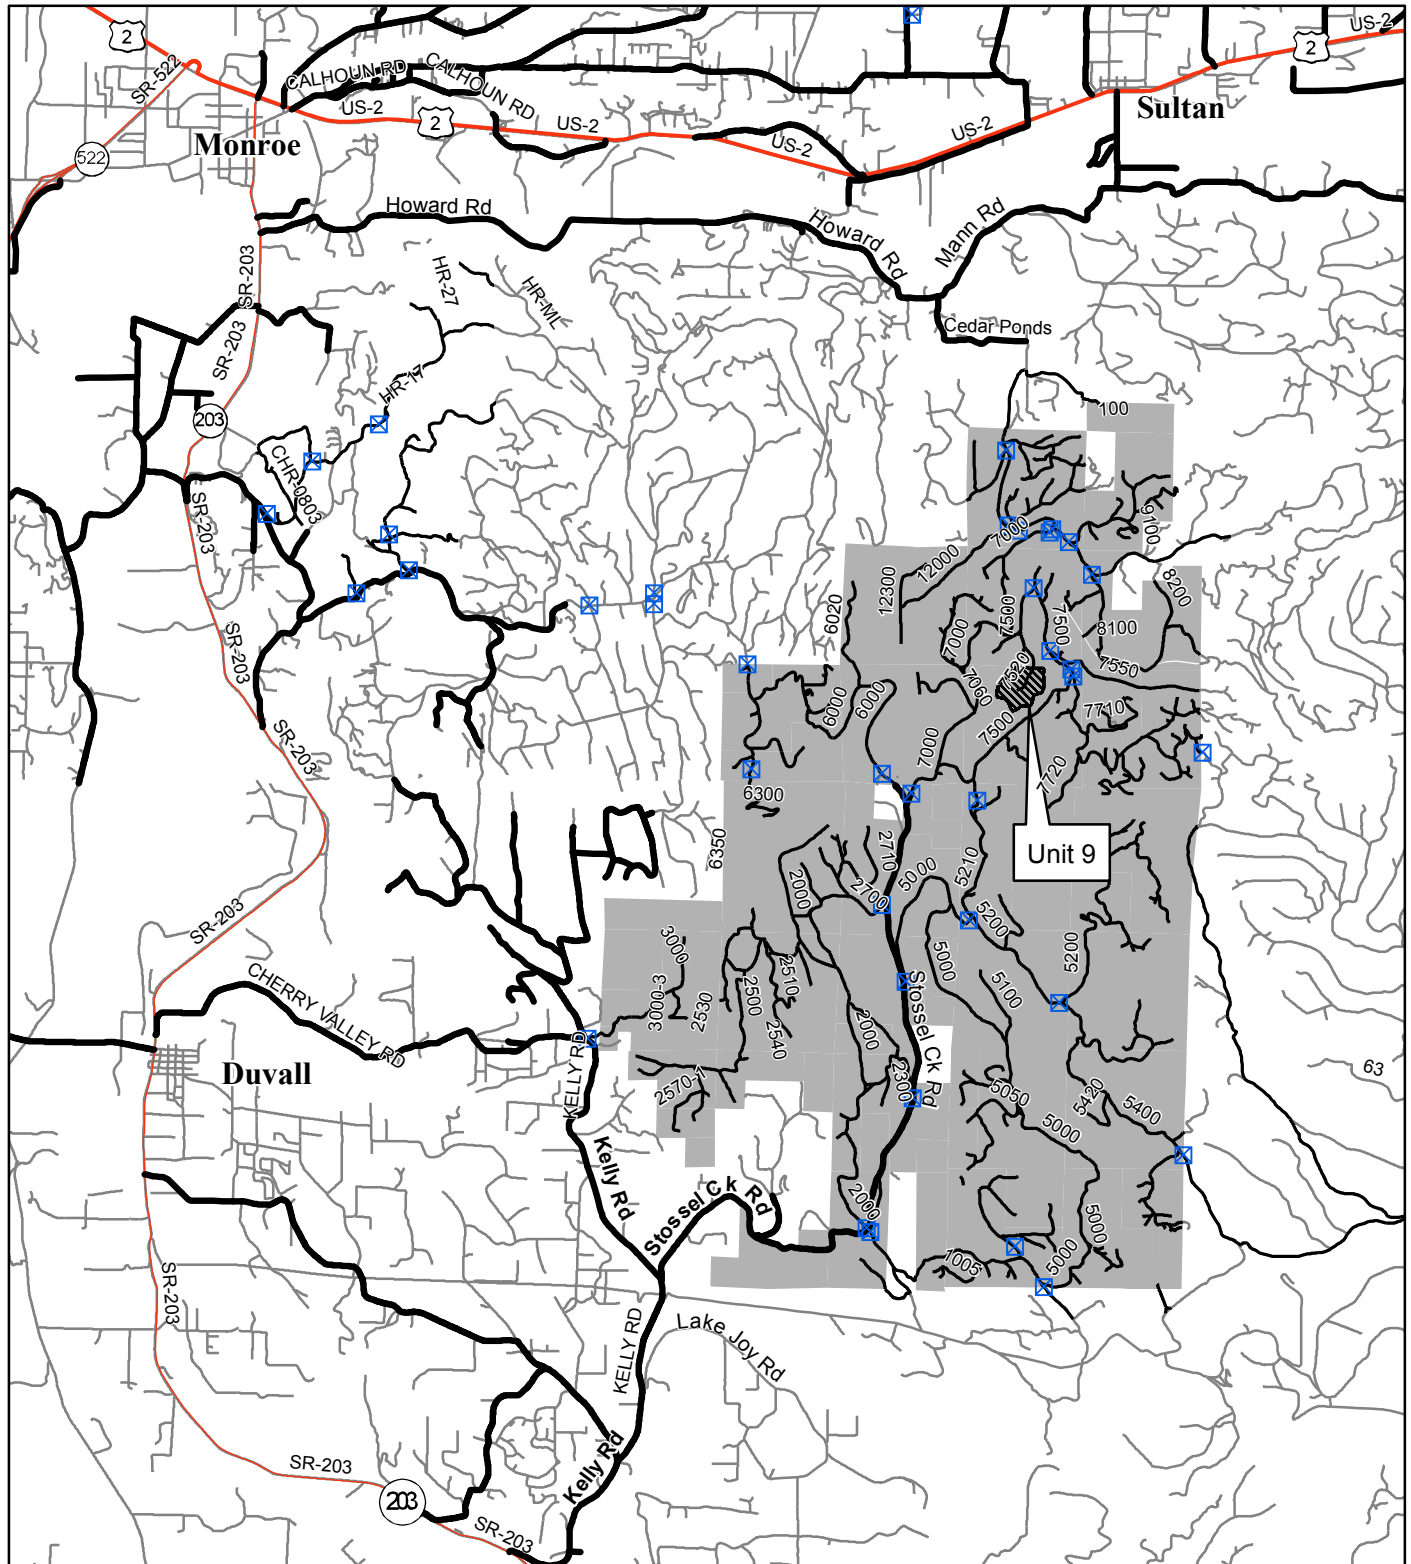 2
US-2
2
SR-522
CALHOUN RD
CALHOUN RD
US-2
2
US-2
US-2
US-2
Sultan
Monroe
522
Howard Rd
Howard Rd
Mann Rd
SR-203
HR-27
HR-ML
Cedar Ponds
SR-203
HR-17
203
100
CHR-0803
SR-203
7000
9100
12000
12300
8200
6020
7500
7500
7000
8100
SR-203
7520
7550
7060
6000
6000
7710
7500
7000
SR-203
7720
6300
6350
2710
5000
5210
Unit 9
2000
2700
SR-203
5200
3000
5200
CHERRY VALLEY RD
3000-3
2530
2500
2510
5000
5100
Stossel Ck Rd
2540
2000
KELLY RD
63
Duvall
2570-1
2300
5050
5420
5400
5000
Kelly Rd
Stossel Ck Rd
2000
5000
1005
5000
SR-203
KELLY RD
Lake Joy Rd
SR-203
Kelly Rd
203
SR-203